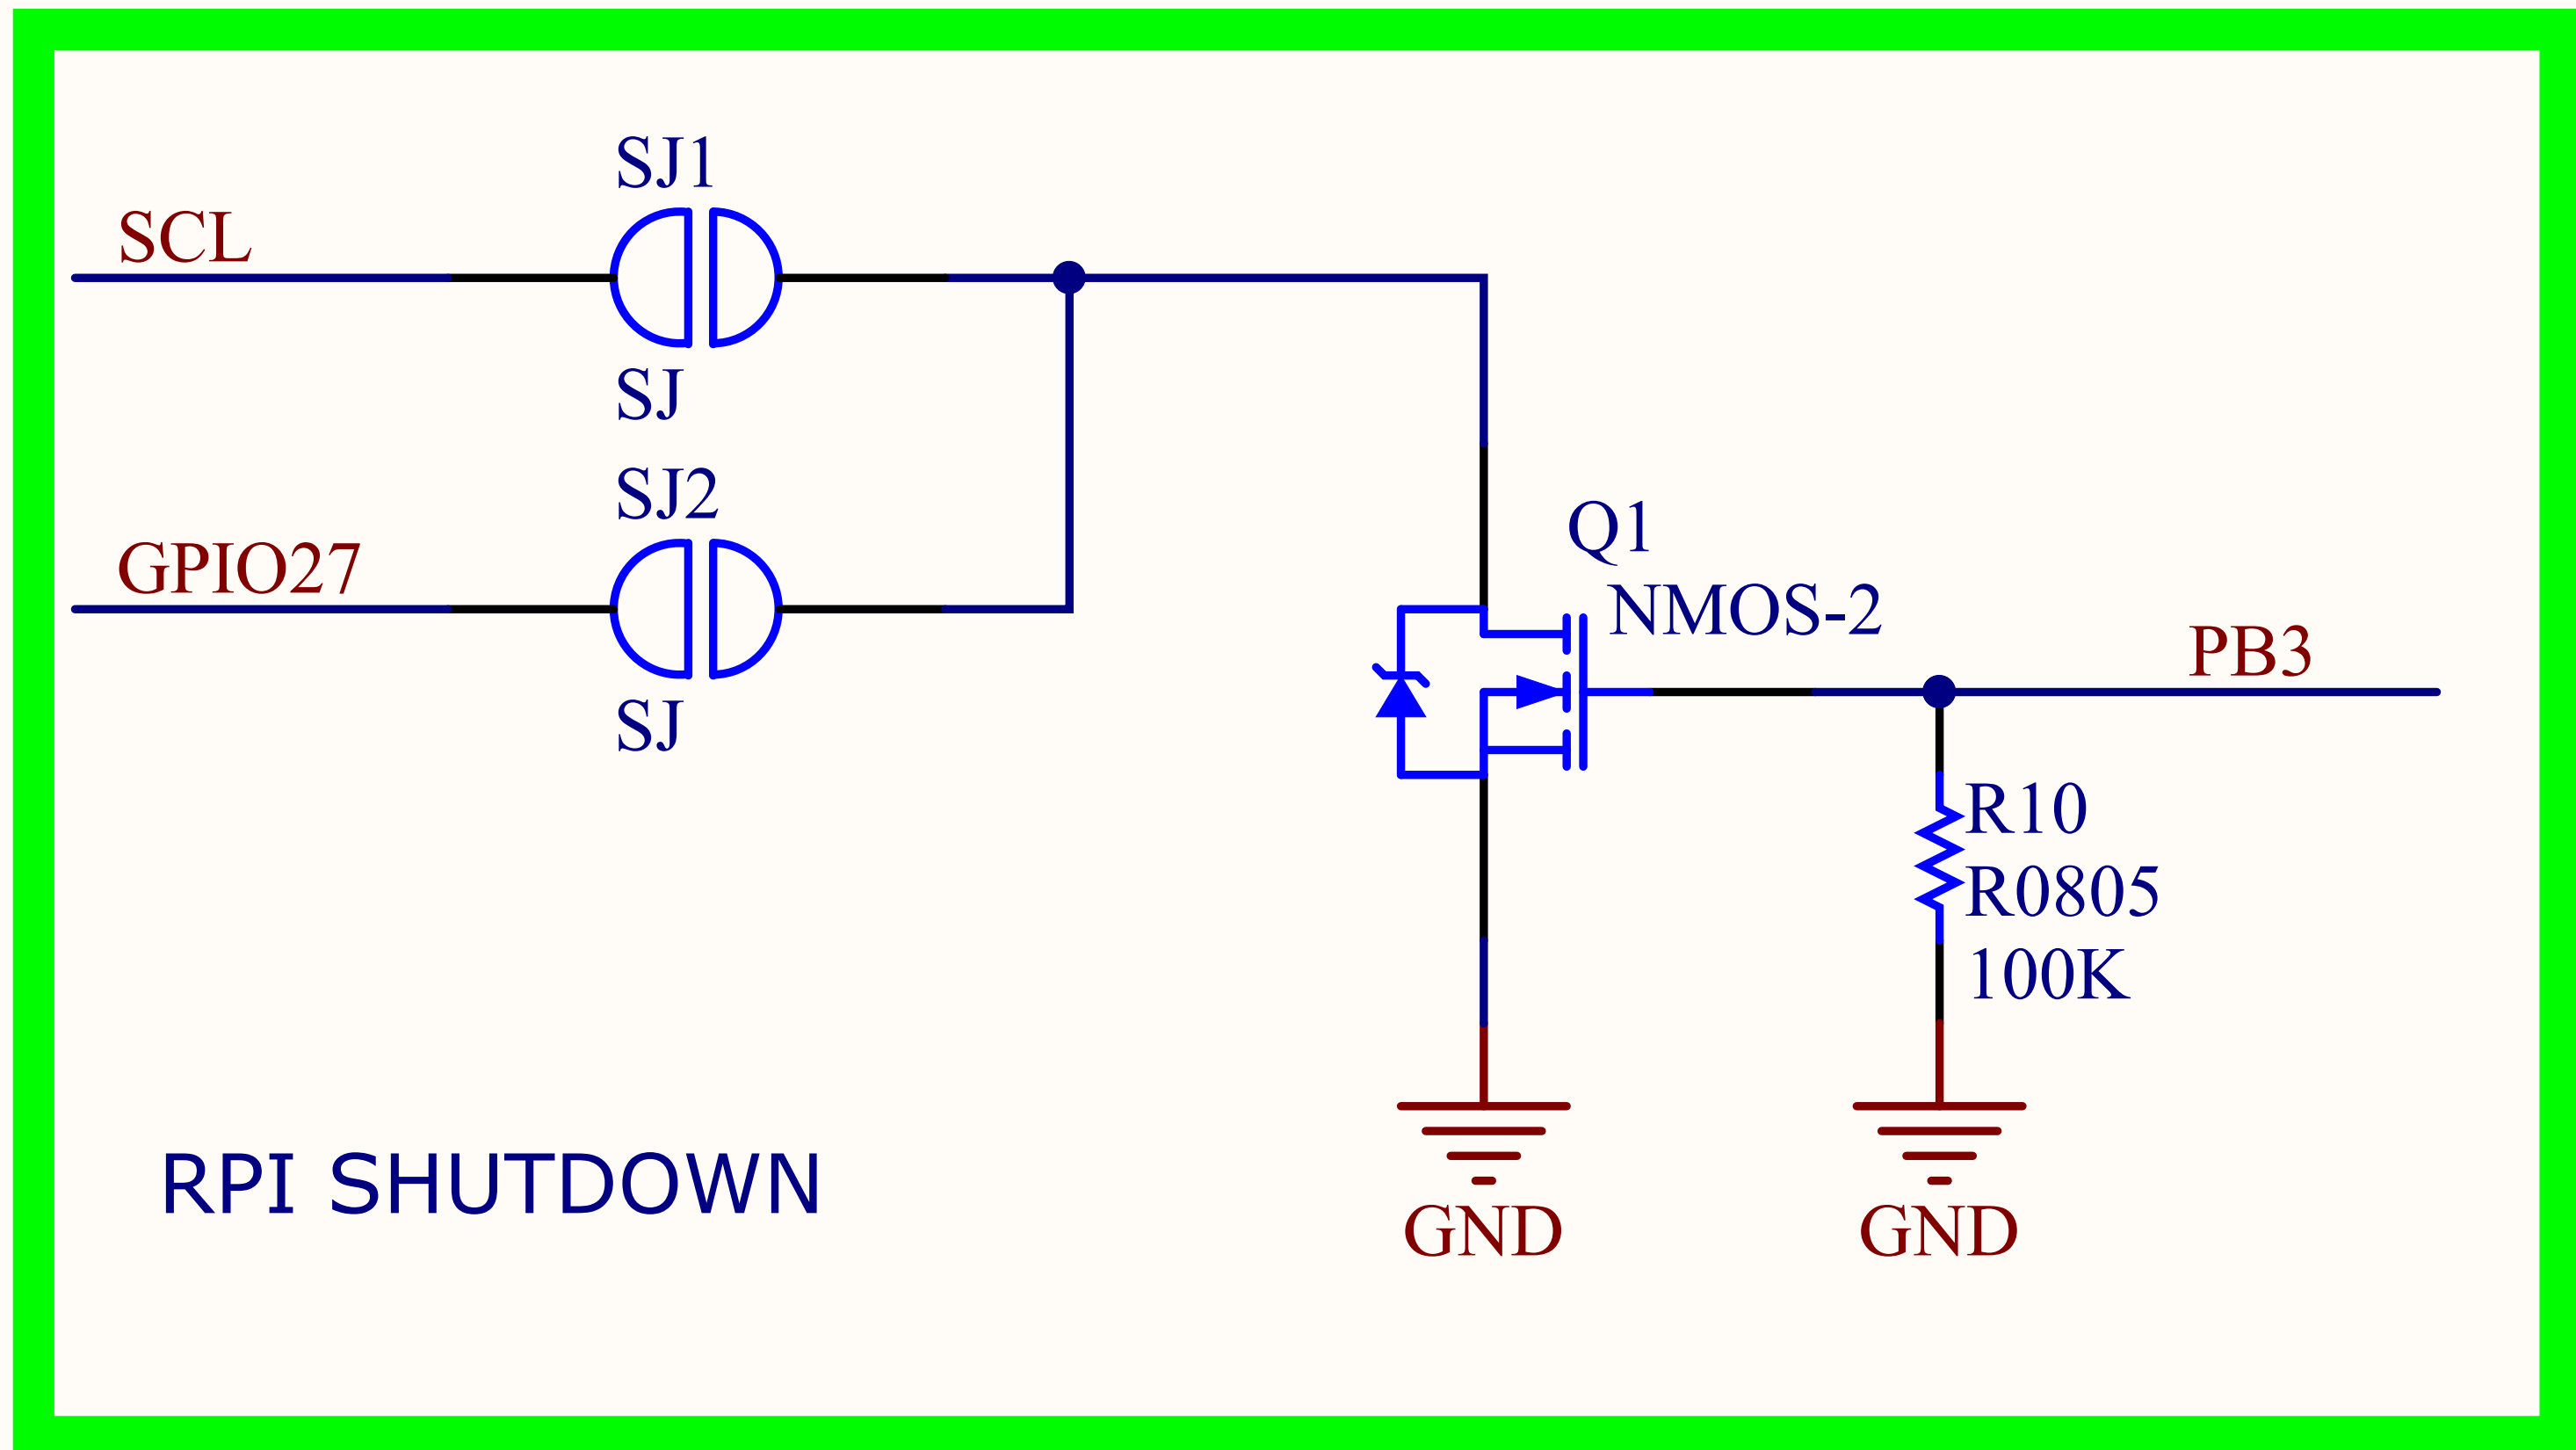 SJ1
SCL
SJ
SJ2
GPIO27
SJ
Q1
NMOS-2
PB3
R10
R0805
100K
RPI SHUTDOWN
GND
GND